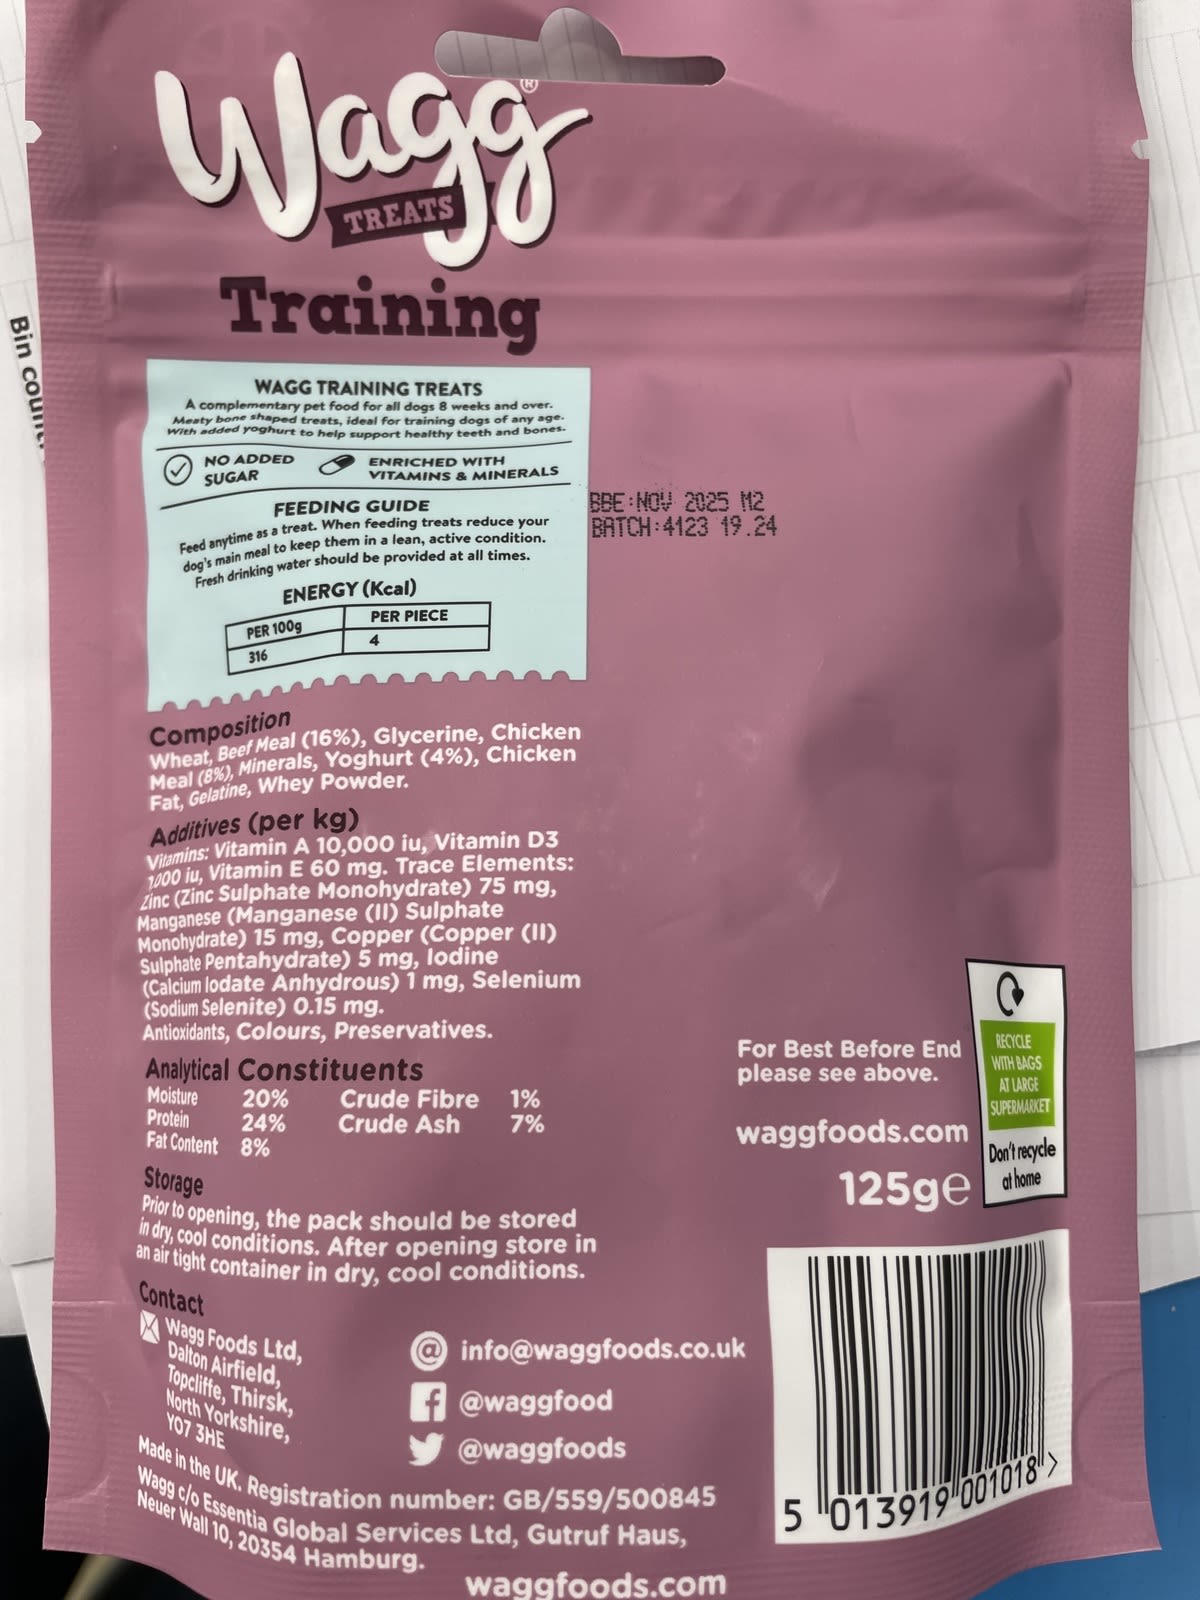 Wagg®
TREATS
Training
WAGG TRAINING TREATS
A complementary pet food for all dogs 8 weeks and over.
Meaty bone shaped treats, ideal for training dogs of any age.
With added yoghurt to help support healthy teeth and bones.
NO ADDED
SUGAR
ENRICHED WITH
VITAMINS & MINERALS
FEEDING GUIDE
Feed anytime as a treat. When feeding treats reduce your
dog's main meal to keep them in a lean, active condition.
Fresh drinking water should be provided at all times.
ENERGY (Kcal)
PER 100g PER PIECE
316 4
BBE:NOV 2025 M2
BATCH:4123 19.24
Composition
Wheat, Beef Meal (16%), Glycerine, Chicken
Meal (8%), Minerals, Yoghurt (4%), Chicken
Fat, Gelatine, Whey Powder.
Additives (per kg)
Vitamins: Vitamin A 10,000 iu, Vitamin D3
1,000 iu, Vitamin E 60 mg. Trace Elements:
Zinc (Zinc Sulphate Monohydrate) 75 mg,
Manganese (Manganese (II) Sulphate
Monohydrate) 15 mg, Copper (Copper (II)
Sulphate Pentahydrate) 5 mg, Iodine
(Calcium Iodate Anhydrous) 1 mg, Selenium
(Sodium Selenite) 0.15 mg.
Antioxidants, Colours, Preservatives.
Analytical Constituents
Moisture 20% Crude Fibre 1%
Protein 24% Crude Ash 7%
Fat Content 8%
Storage
Prior to opening, the pack should be stored
in dry, cool conditions. After opening store in
an air tight container in dry, cool conditions.
Contact
Wagg Foods Ltd,
Dalton Airfield,
Topcliffe, Thirsk,
North Yorkshire,
YO7 3HE
@ info@waggfoods.co.uk
@waggfood
@waggfoods
Made in the UK. Registration number: GB/559/500845
Wagg c/o Essentia Global Services Ltd, Gutruf Haus,
Neuer Wall 10, 20354 Hamburg.
waggfoods.com
For Best Before End
please see above.
waggfoods.com
125g℮
RECYCLE
WITH BAGS
AT LARGE
SUPERMARKET
Don't recycle
at home
5 013919 001018 >
Bin